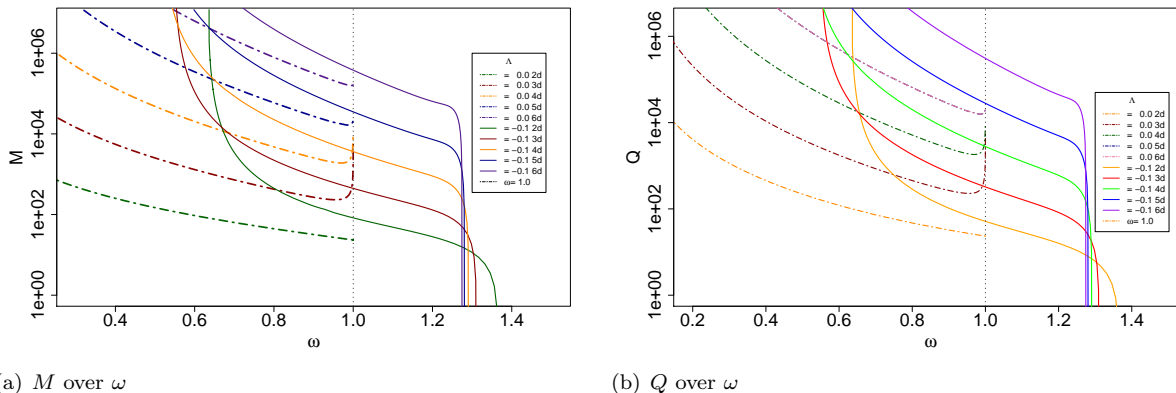 M
1e+06
1e+04
1e+02
1e+00
0.4 0.6 0.8 1.0 1.2 1.4
ω
Λ
= 0.0 2d
= 0.0 3d
= 0.0 4d
= 0.0 5d
= 0.0 6d
= −0.1 2d
= −0.1 3d
= −0.1 4d
= −0.1 5d
= −0.1 6d
ω= 1.0
(a) M over ω
Q
1e+06
1e+04
1e+02
1e+00
0.2 0.4 0.6 0.8 1.0 1.2 1.4
ω
Λ
= 0.0 2d
= 0.0 3d
= 0.0 4d
= 0.0 5d
= 0.0 6d
= −0.1 2d
= −0.1 3d
= −0.1 4d
= −0.1 5d
= −0.1 6d
ω= 1.0
(b) Q over ω